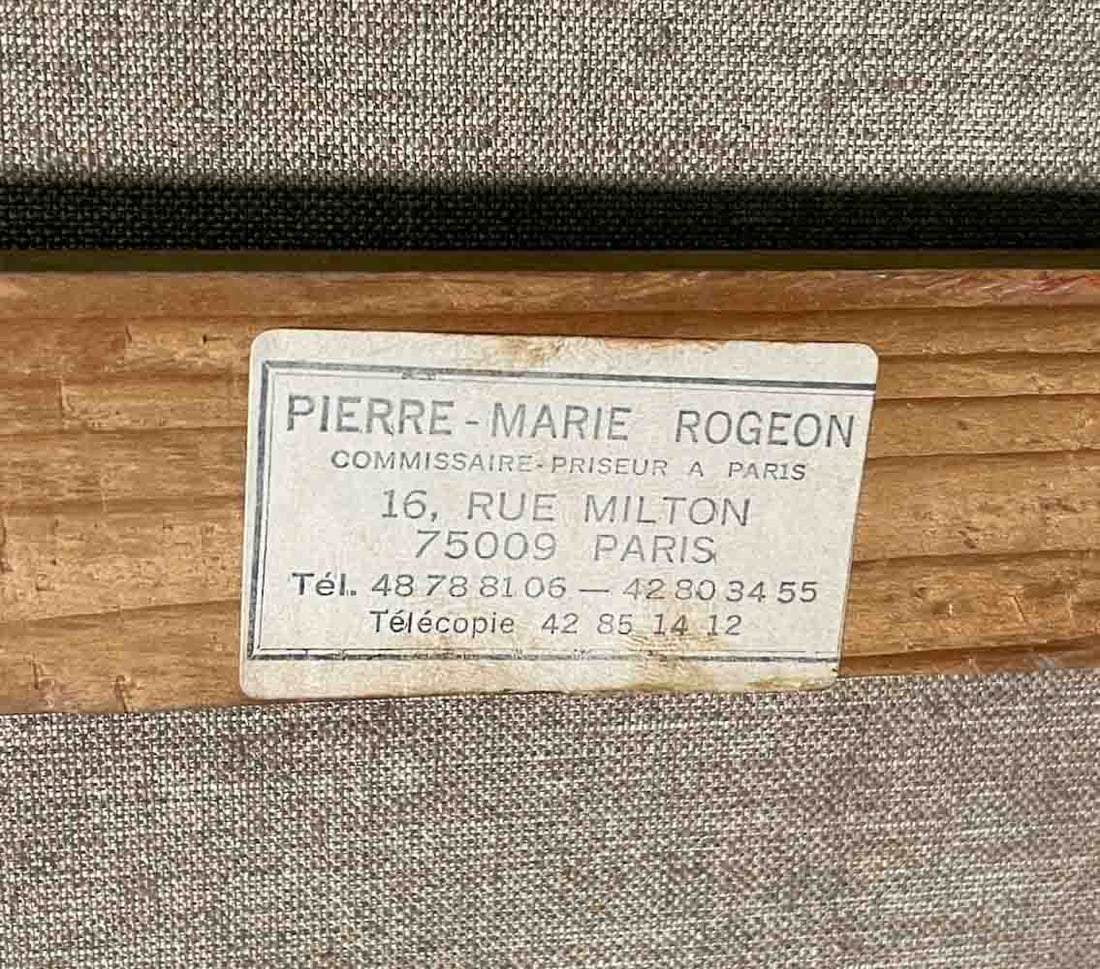 PIERRE-MARIE ROGEON
COMMISSAIRE-PRISEUR A PARIS
16, RUE MILTON
75009 PARIS
Tél. 48 78 81 06 — 42 80 34 55
Télécopie 42 85 14 12